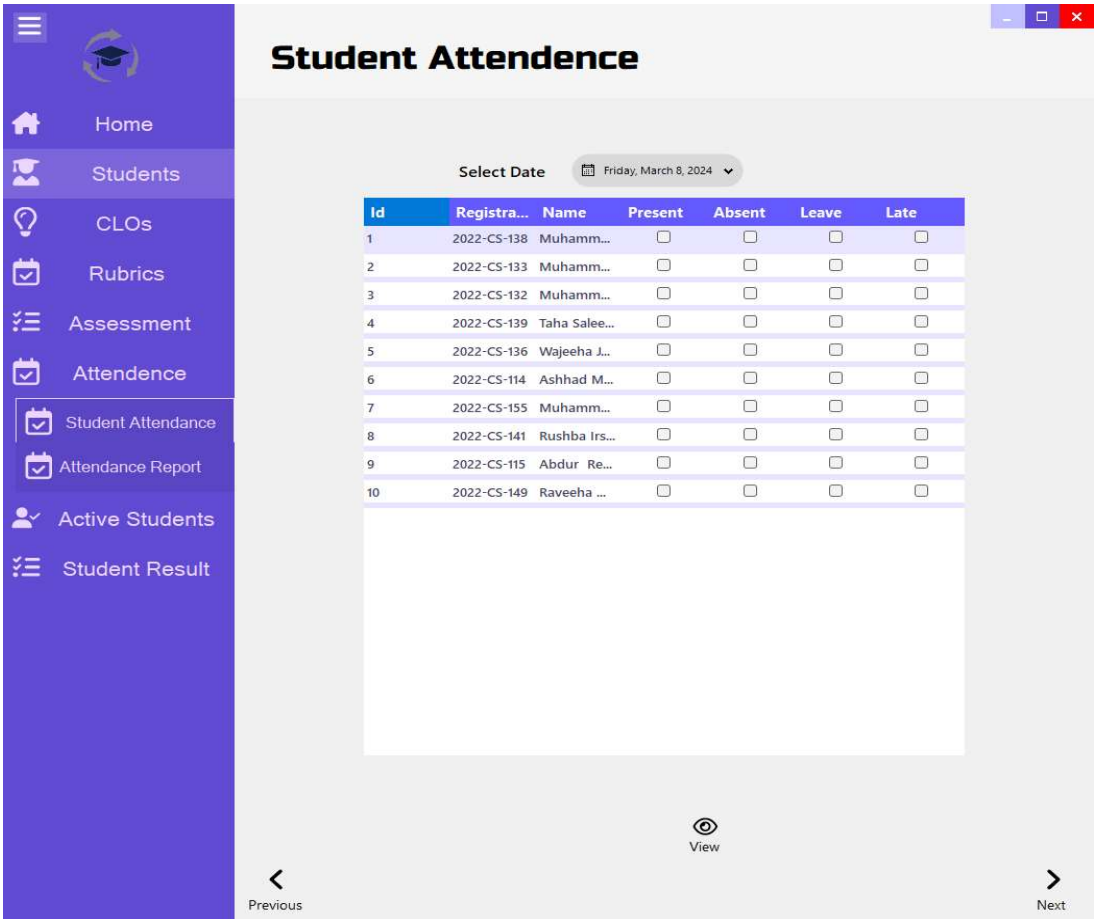 Student Attendence
Home
Students
CLOs
Rubrics
Assessment
Attendence
Student Attendance
Attendance Report
Active Students
Student Result
Select Date Friday, March 8, 2024
Id Registra... Name Present Absent Leave Late
1 2022-CS-138 Muhamm...
2 2022-CS-133 Muhamm...
3 2022-CS-132 Muhamm...
4 2022-CS-139 Taha Salee...
5 2022-CS-136 Wajeeha J...
6 2022-CS-114 Ashhad M...
7 2022-CS-155 Muhamm...
8 2022-CS-141 Rushba Irs...
9 2022-CS-115 Abdur Re...
10 2022-CS-149 Raveeha ...
View
Previous
Next